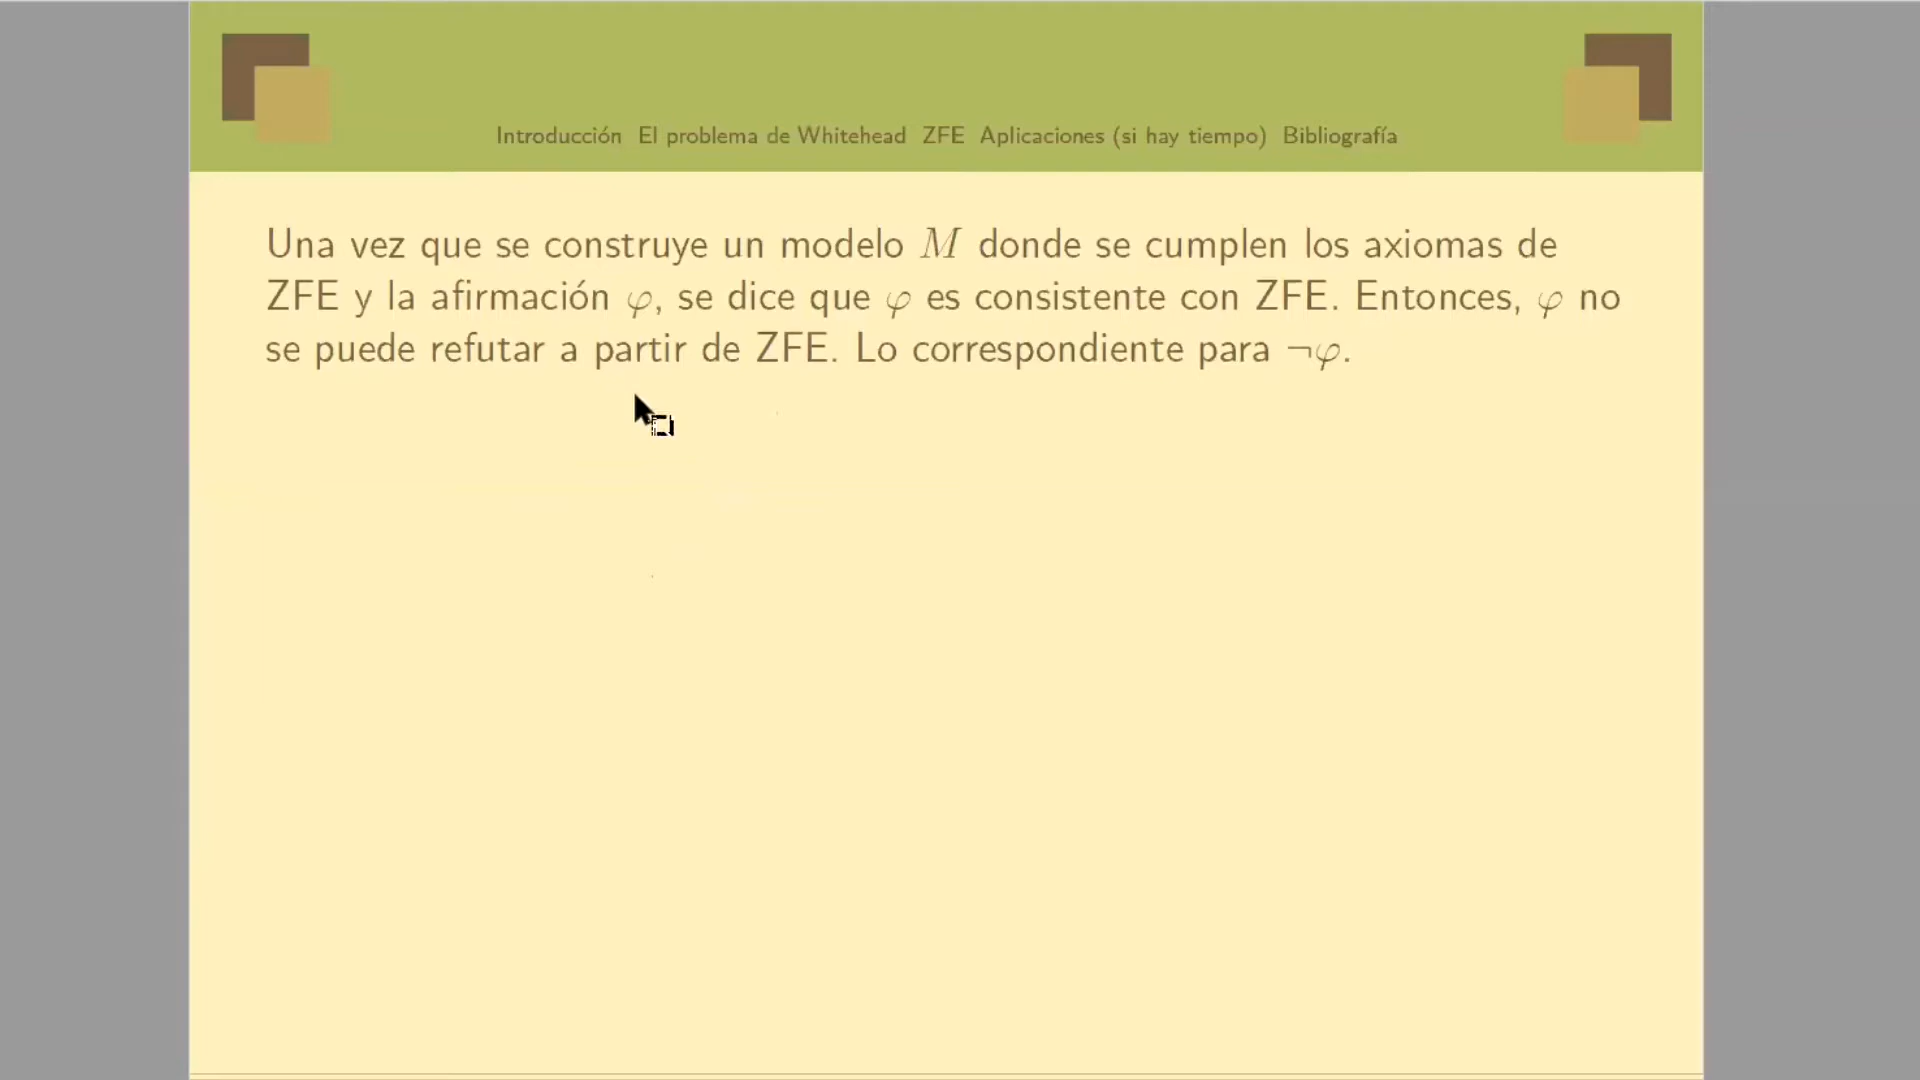 Introducción El problema de Whitehead ZFE Aplicaciones (si hay tiempo) Bibliografía
Una vez que se construye un modelo M donde se cumplen los axiomas de
ZFE y la afirmación φ, se dice que φ es consistente con ZFE. Entonces, φ no
se puede refutar a partir de ZFE. Lo correspondiente para ¬φ.